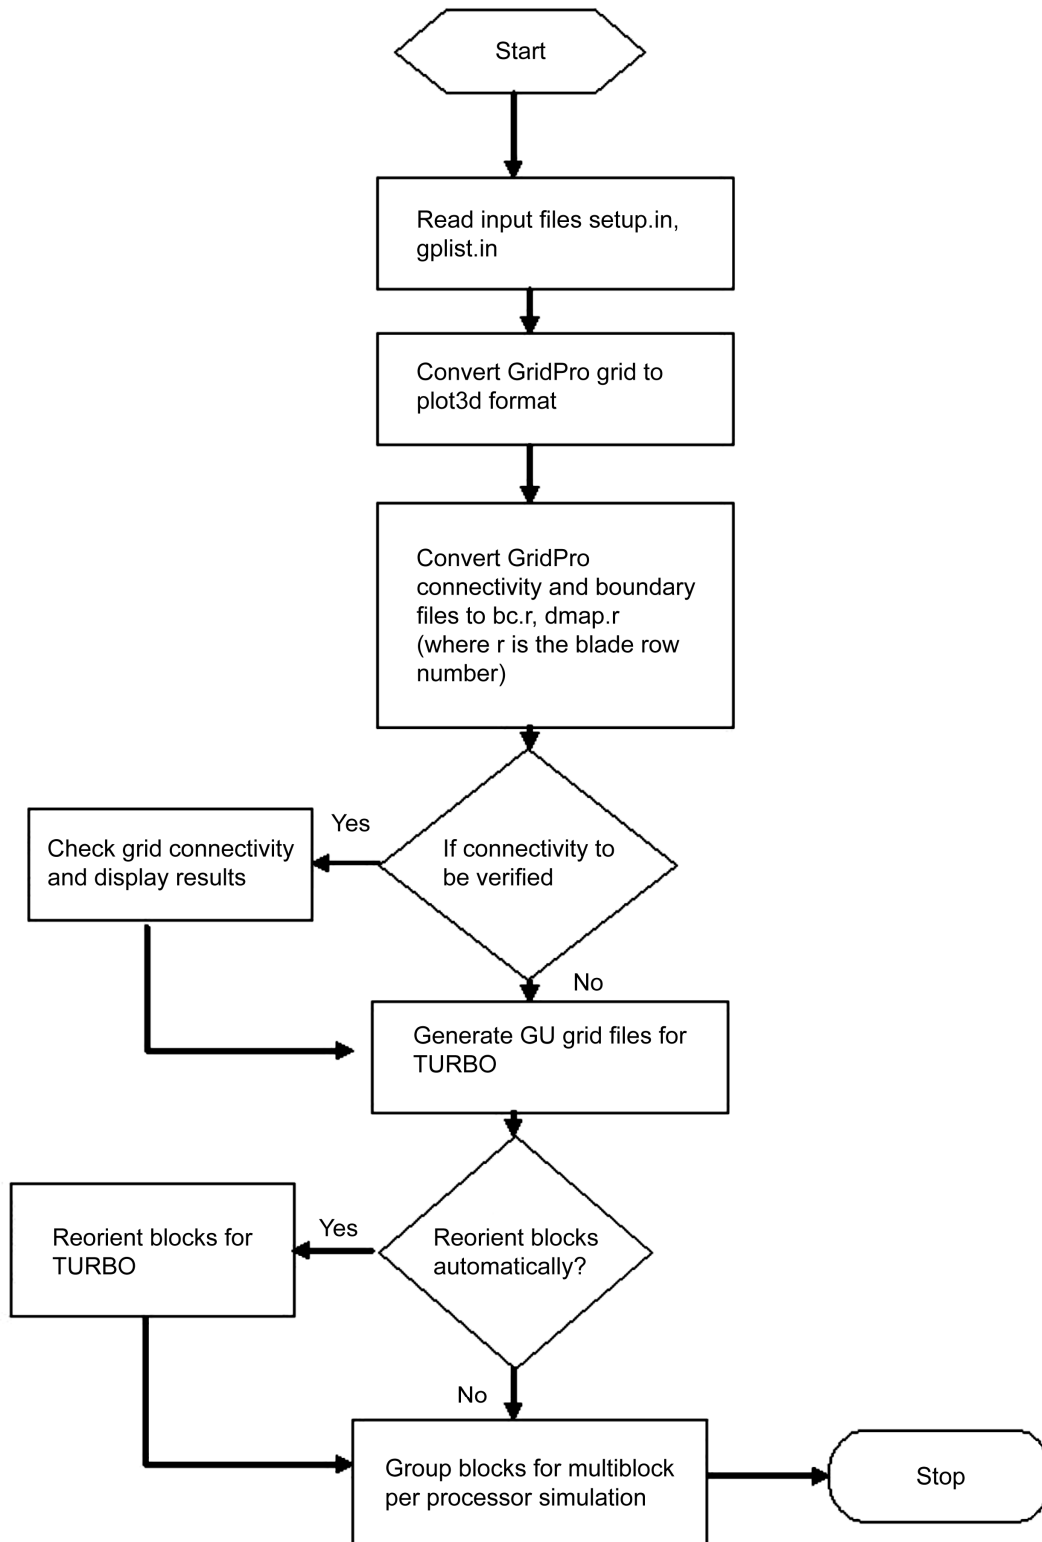 Start
Read input files setup.in,
gplist.in
Convert GridPro grid to
plot3d format
Convert GridPro
connectivity and boundary
files to bc.r, dmap.r
(where r is the blade row
number)
Yes
If connectivity to
be verified
Check grid connectivity
and display results
No
Generate GU grid files for
TURBO
Reorient blocks
automatically?
Yes
Reorient blocks for
TURBO
No
Group blocks for multiblock
per processor simulation
Stop